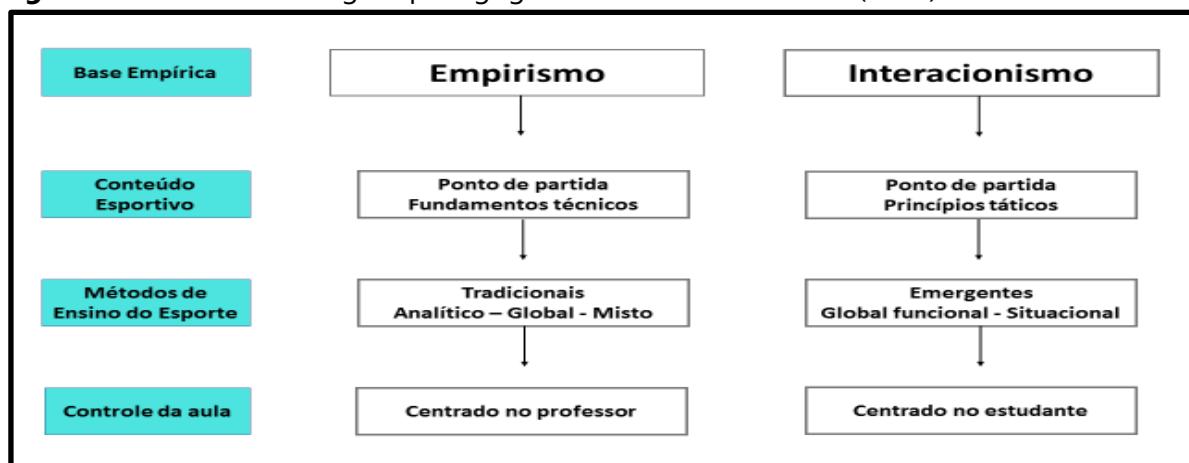 Base Empírica
Empirismo
Interacionismo
Conteúdo
Esportivo
Ponto de partida
Fundamentos técnicos
Ponto de partida
Princípios táticos
Métodos de
Ensino do Esporte
Tradicionais
Analítico – Global - Misto
Emergentes
Global funcional - Situacional
Controle da aula
Centrado no professor
Centrado no estudante